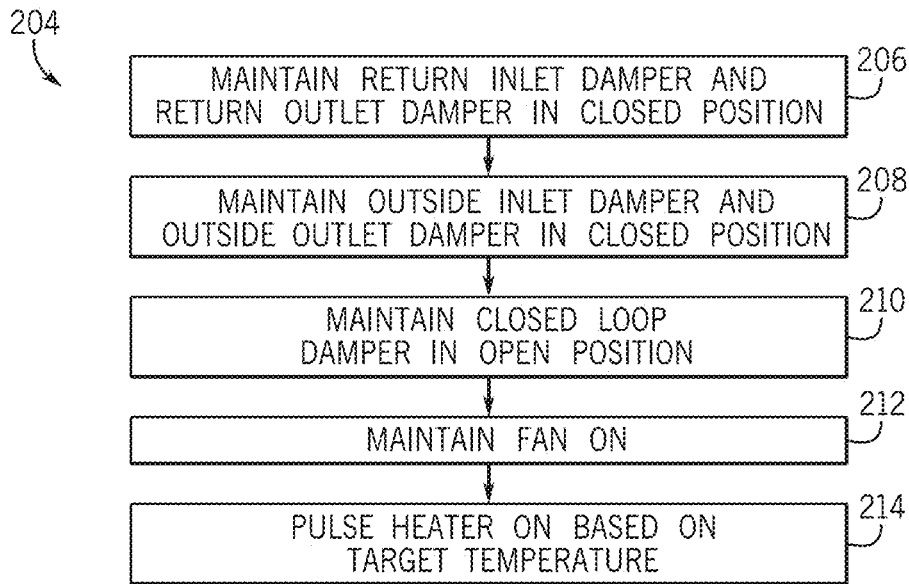 204
MAINTAIN RETURN INLET DAMPER AND
RETURN OUTLET DAMPER IN CLOSED POSITION
206
MAINTAIN OUTSIDE INLET DAMPER AND
OUTSIDE OUTLET DAMPER IN CLOSED POSITION
208
MAINTAIN CLOSED LOOP
DAMPER IN OPEN POSITION
210
MAINTAIN FAN ON
212
PULSE HEATER ON BASED ON
TARGET TEMPERATURE
214